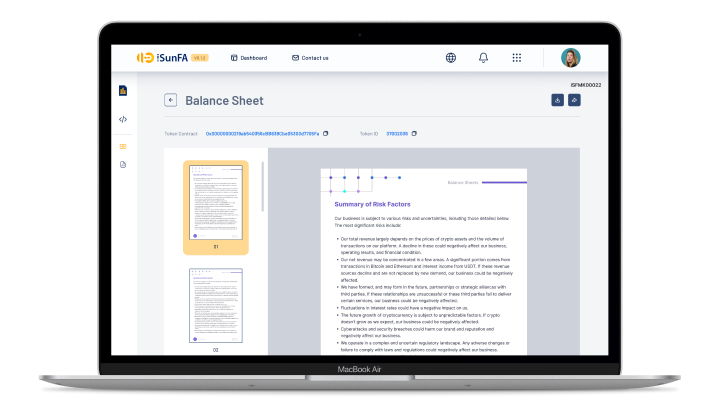 iSunFA V0.1.0
Dashboard
Contact us
ISFMK00022
Balance Sheet
Token Contract
Token ID 37002036
Balance Sheets
Summary of Risk Factors
Our business is subject to various risks and uncertainties, including those detailed below.
The most significant risks include:
• Our total revenue largely depends on the prices of crypto assets and the volume of
transactions on our platform. A decline in these could negatively affect our business,
operating results, and financial condition.
• Our net revenue may be concentrated in a few areas. A significant portion comes from
transactions in Bitcoin and Ethereum and interest income from USDT. If these revenue
sources decline and are not replaced by new demand, our business could be negatively
affected.
• We have formed, and may form in the future, partnerships or strategic alliances with
third parties. If these relationships are unsuccessful or these third parties fail to deliver
certain services, our business could be negatively affected.
• Fluctuations in interest rates could have a negative impact on us.
• The future growth of cryptocurrency is subject to unpredictable factors. If crypto
doesn't grow as we expect, our business could be negatively affected.
• Cyberattacks and security breaches could harm our brand and reputation and
negatively affect our business.
• We operate in a complex and uncertain regulatory landscape. Any adverse changes or
failure to comply with laws and regulations could negatively affect our business.
01
02
MacBook Air